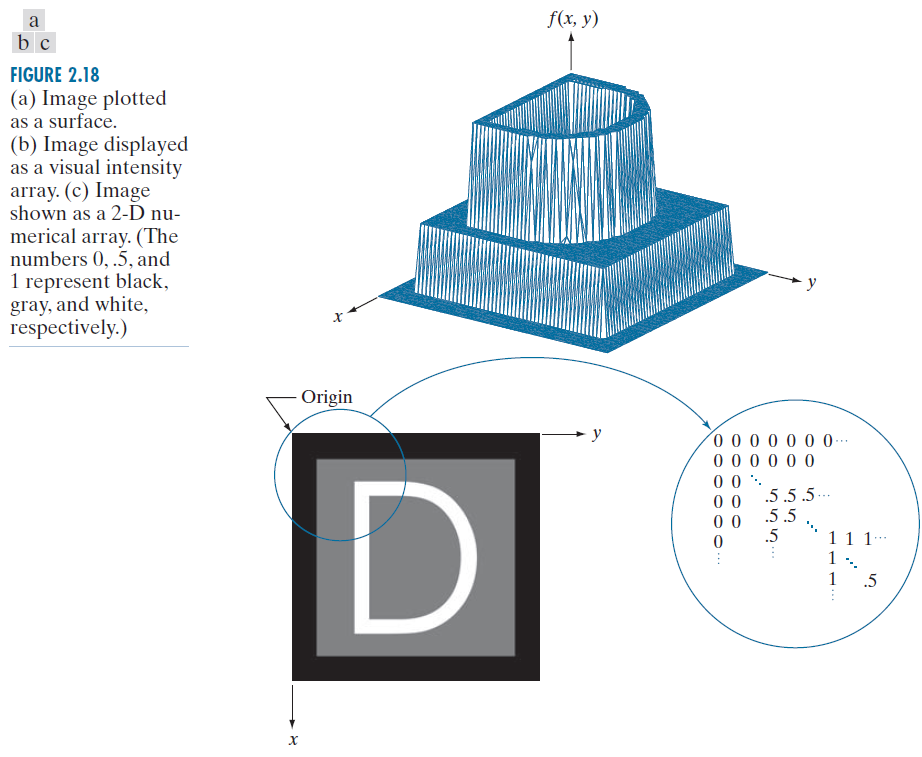 a
b c
FIGURE 2.18
(a) Image plotted
as a surface.
(b) Image displayed
as a visual intensity
array. (c) Image
shown as a 2-D nu-
merical array. (The
numbers 0, .5, and
1 represent black,
gray, and white,
respectively.)
f(x, y)
y
x
Origin
y
D
x
0 0 0 0 0 0 0 ···
0 0 0 0 0 0
0 0 ⋱
0 0 .5 .5 .5 ···
0 0 .5 .5 ⋱
0 .5 1 1 1 ···
⋮ ⋮ 1 ⋱
1 .5
⋮